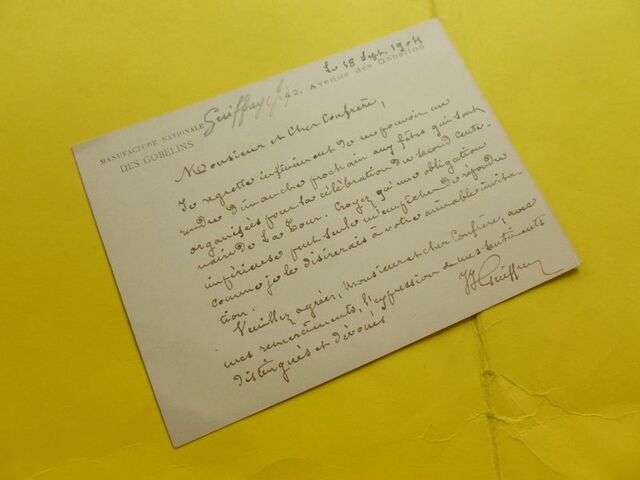 Le 18 Sept. 1904
MANUFACTURE NATIONALE
DES GOBELINS
Guiffrey J. 
42, Avenue des Gobelins
Monsieur et Cher Confrère,
Je regrette infiniment de ne pouvoir me
rendre Dimanche prochain aux fêtes qui sont
organisées pour la célébration du second cente-
naire de La Tour. Croyez qu'une obligation
impérieuse peut seule m'empêcher de répondre
comme je le désirerais à votre aimable invita-
tion.
Veuillez agréer, Monsieur et cher Confrère, avec
mes remerciements, l'expression de mes sentiments
distingués et dévoués
JJ Guiffrey